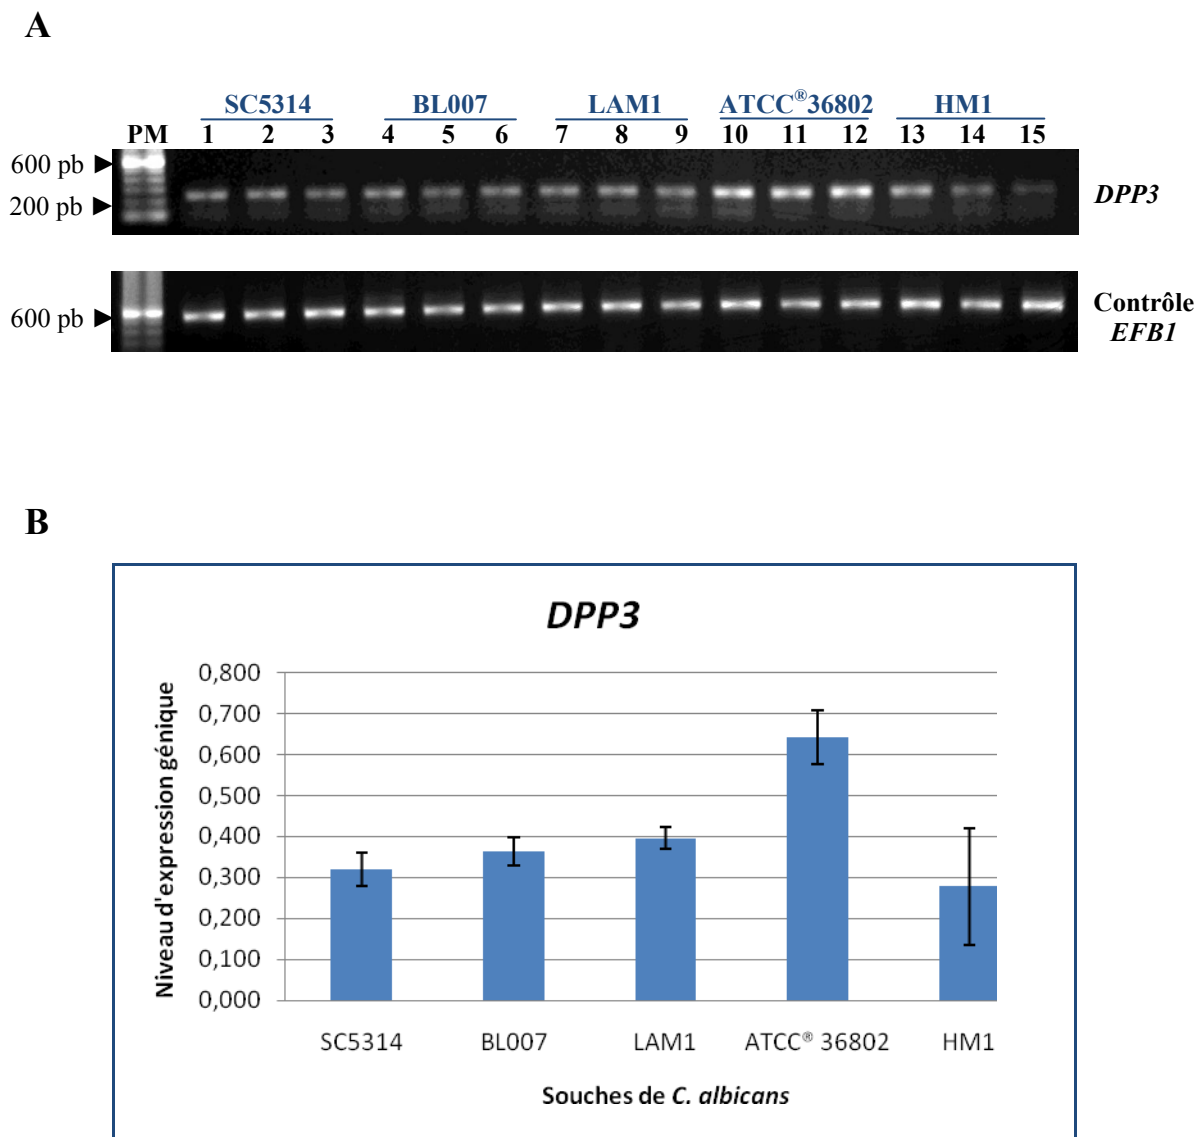 A
SC5314 BL007 LAM1 ATCC®36802 HM1
PM 1 2 3 4 5 6 7 8 9 10 11 12 13 14 15
600 pb
200 pb
DPP3
600 pb
Contrôle
EFB1
B
DPP3
Niveau d'expression génique
0,800
0,700
0,600
0,500
0,400
0,300
0,200
0,100
0,000
SC5314 BL007 LAM1 ATCC® 36802 HM1
Souches de C. albicans